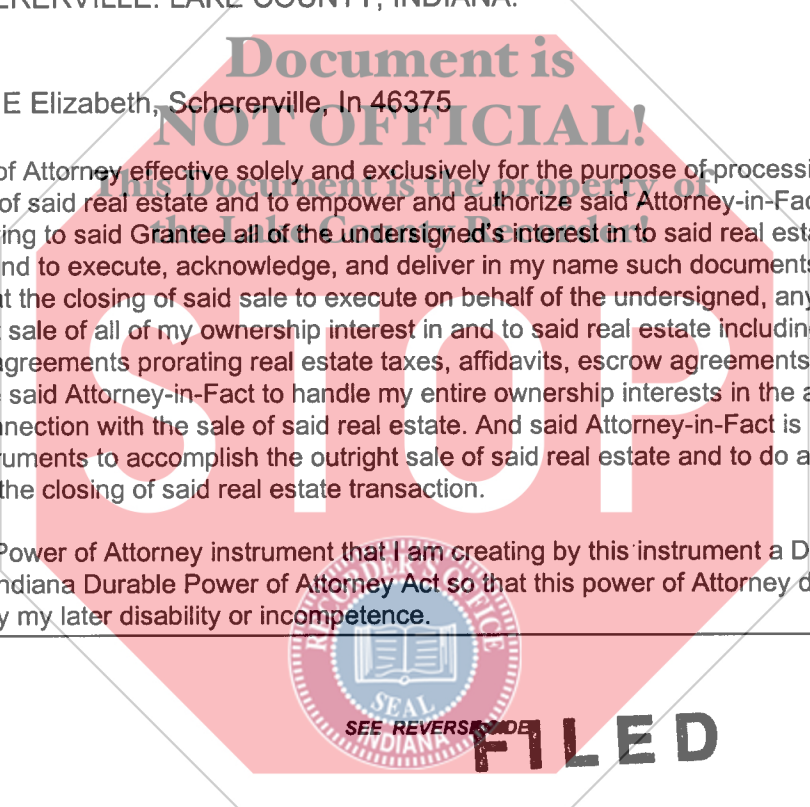 ERERVILLE. LAKE COUNTY, INDIANA.
Document is
E Elizabeth, Schererville, In 46375
NOT OFFICIAL!
of Attorney effective solely and exclusively for the purpose of processi
This Document is the property of
of said real estate and to empower and authorize said Attorney-in-Fac
ing to said Grantee all of the undersigned's interest in to said real esta
the Lake County Recorder!
nd to execute, acknowledge, and deliver in my name such documents
t the closing of said sale to execute on behalf of the undersigned, any
sale of all of my ownership interest in and to said real estate includin
agreements prorating real estate taxes, affidavits, escrow agreements
said Attorney-in-Fact to handle my entire ownership interests in the a
STOP
nnection with the sale of said real estate. And said Attorney-in-Fact is
ruments to accomplish the outright sale of said real estate and to do a
the closing of said real estate transaction.
Power of Attorney instrument that I am creating by this instrument a D
ndiana Durable Power of Attorney Act so that this power of Attorney d
y my later disability or incompetence.
RECORDER'S OFFICE
SEAL
INDIANA
SEE REVERSE SIDE
FILED